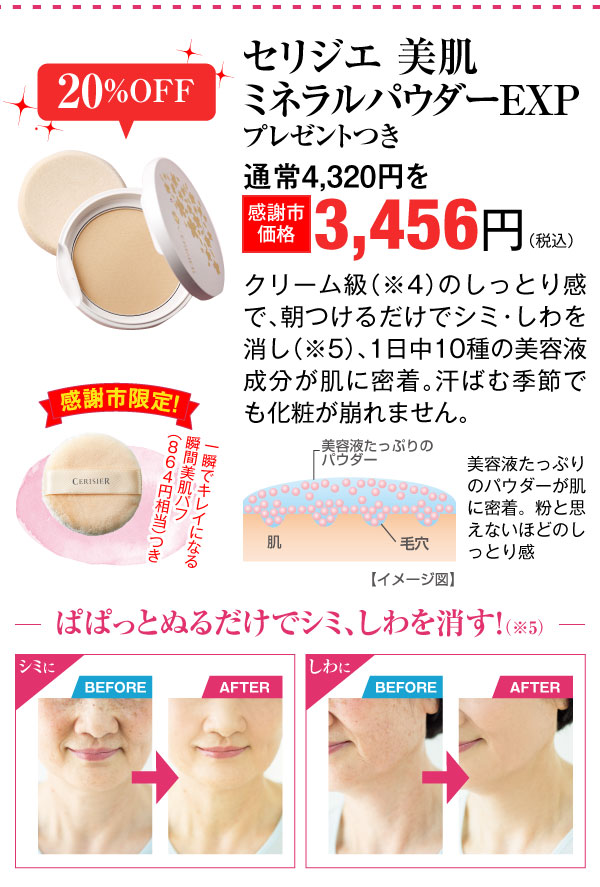 20%OFF
セリジエ 美肌
ミネラルパウダーEXP
プレゼントつき
通常4,320円を
感謝市
価格
3,456円(税込)
クリーム級(※4)のしっとり感
で、朝つけるだけでシミ・しわを
消し(※5)、1日中10種の美容液
成分が肌に密着。汗ばむ季節で
も化粧が崩れません。
感謝市限定!
CERISIER
一瞬でキレイになる
瞬間美肌パフ
(864円相当)つき
美容液たっぷりの
パウダー
肌
毛穴
【イメージ図】
美容液たっぷり
のパウダーが肌
に密着。粉と思
えないほどのし
っとり感
ぱぱっとぬるだけでシミ、しわを消す!(※5)
シミに
BEFORE
AFTER
しわに
BEFORE
AFTER